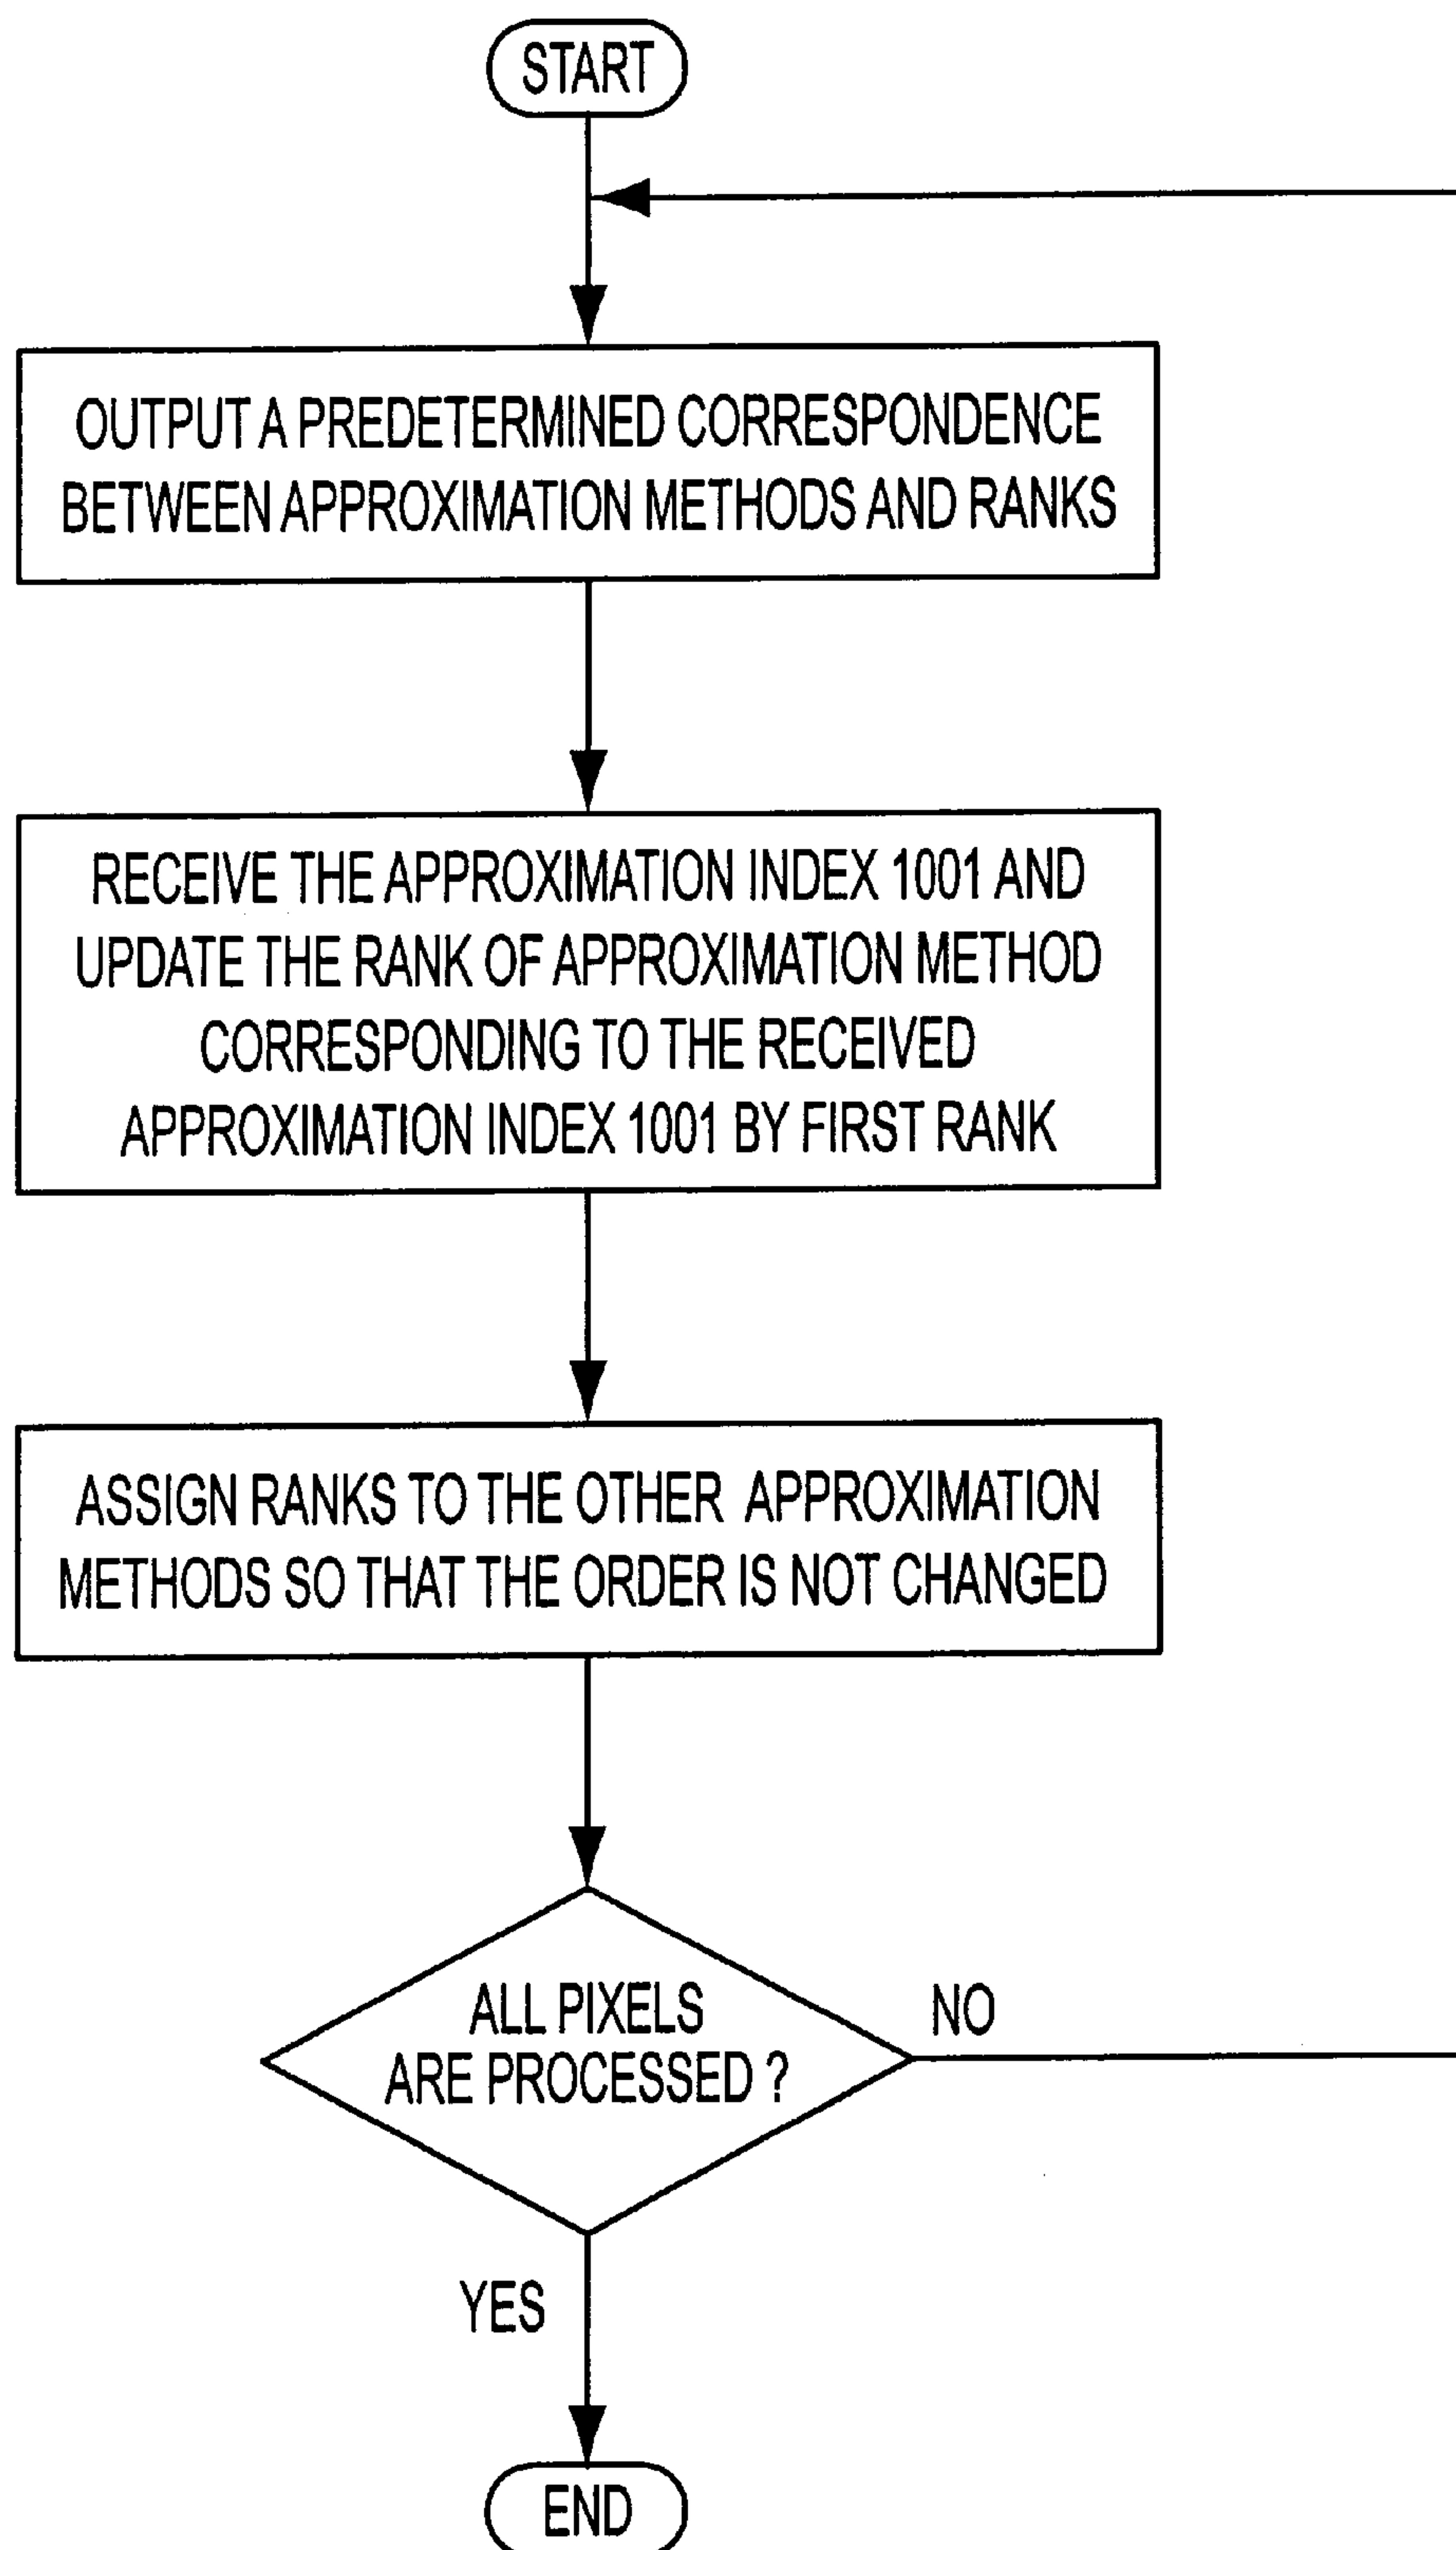 START
OUTPUT A PREDETERMINED CORRESPONDENCE
BETWEEN APPROXIMATION METHODS AND RANKS
RECEIVE THE APPROXIMATION INDEX 1001 AND
UPDATE THE RANK OF APPROXIMATION METHOD
CORRESPONDING TO THE RECEIVED
APPROXIMATION INDEX 1001 BY FIRST RANK
ASSIGN RANKS TO THE OTHER APPROXIMATION
METHODS SO THAT THE ORDER IS NOT CHANGED
ALL PIXELS
ARE PROCESSED ?
NO
YES
END